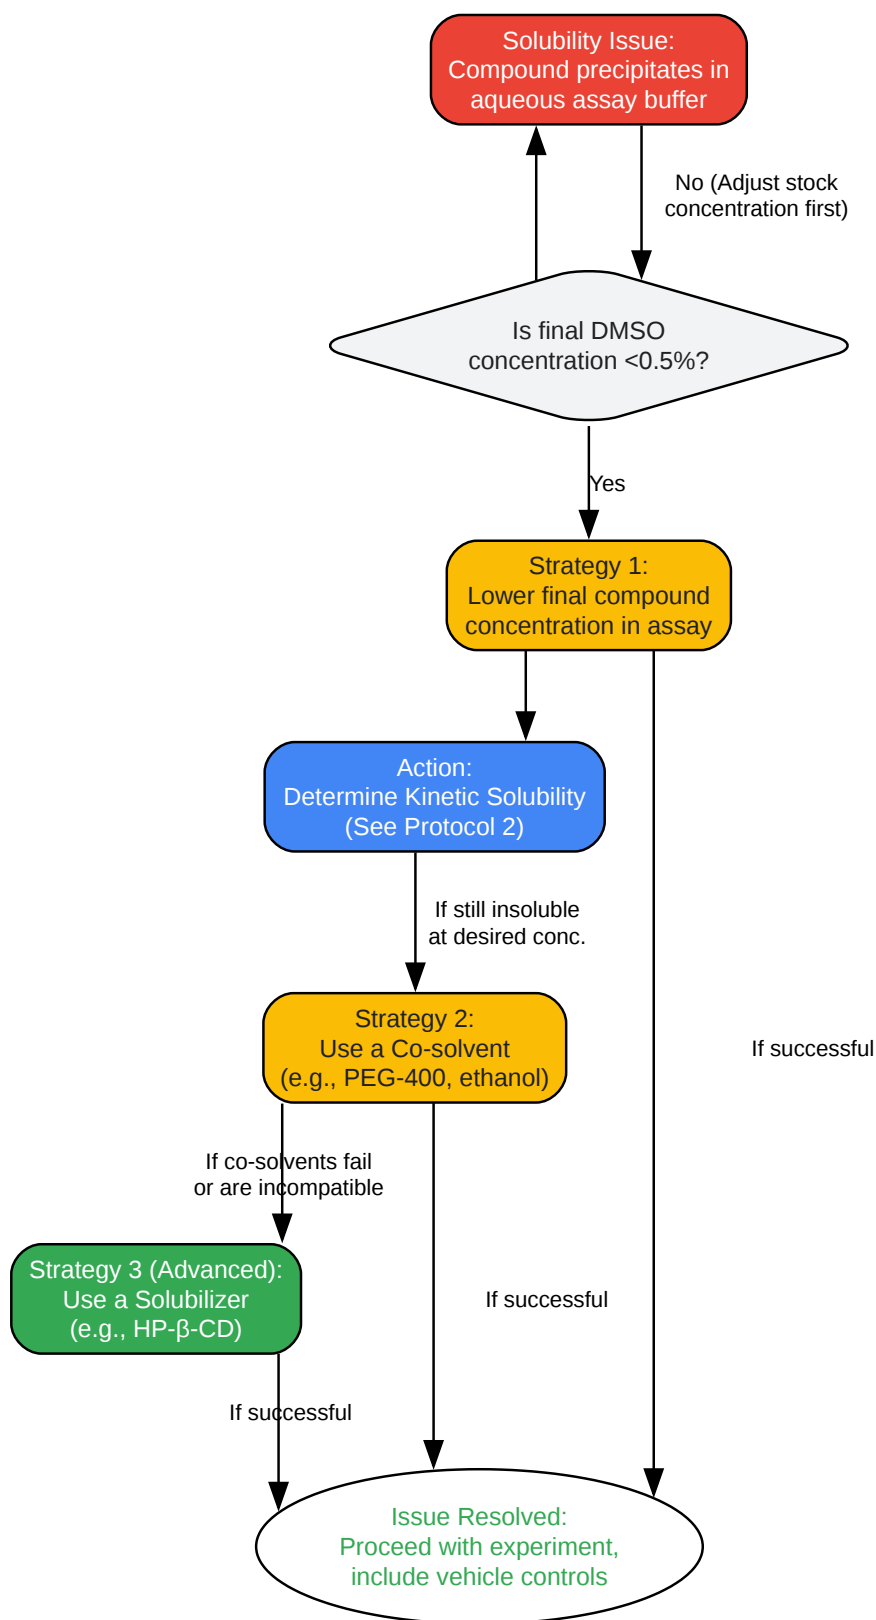 Solubility Issue:
Compound precipitates in
aqueous assay buffer
No (Adjust stock
concentration first)
Is final DMSO
concentration <0.5%?
Yes
Strategy 1:
Lower final compound
concentration in assay
Action:
Determine Kinetic Solubility
(See Protocol 2)
If still insoluble
at desired conc.
Strategy 2:
Use a Co-solvent
(e.g., PEG-400, ethanol)
If successful
If co-solvents fail
or are incompatible
Strategy 3 (Advanced):
Use a Solubilizer
(e.g., HP-β-CD)
If successful
If successful
Issue Resolved:
Proceed with experiment,
include vehicle controls